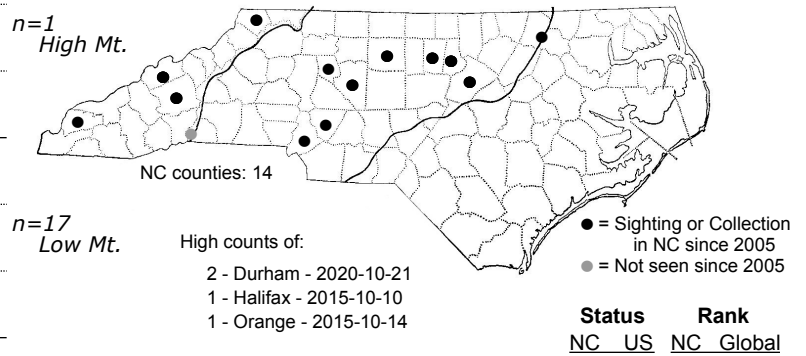 n=1
High Mt.
NC counties: 14
n=17
Low Mt.
High counts of:
2 - Durham - 2020-10-21
1 - Halifax - 2015-10-10
1 - Orange - 2015-10-14
= Sighting or Collection
in NC since 2005
= Not seen since 2005
Status Rank
NC US NC Global